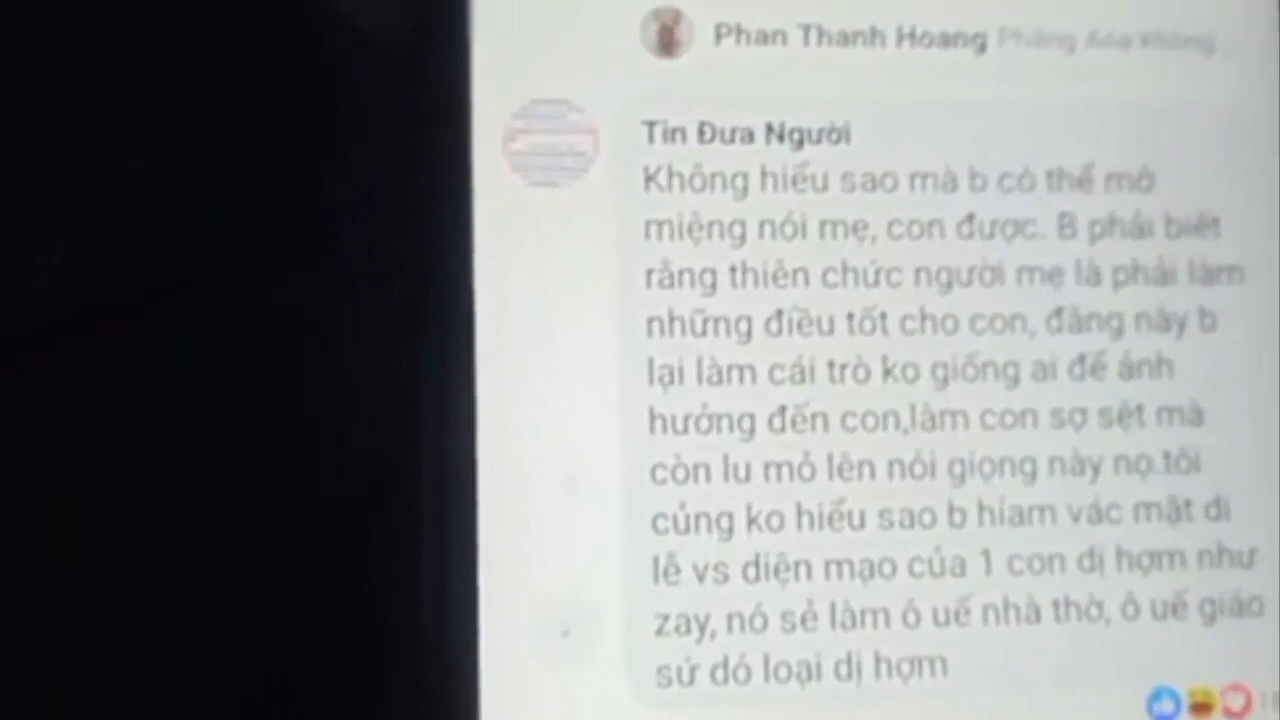 Phan Thanh Hoang
Tin Đưa Người
Không hiểu sao mà b có thể mở
miệng nói mẹ, con được. B phải biết
rằng thiên chức người mẹ là phải làm
những điều tốt cho con, đằng này b
lại làm cái trò ko giống ai để ảnh
hưởng đến con,làm con sợ sệt mà
còn lu mỏ lên nói giọng này nọ.tôi
củng ko hiểu sao b hiam vác mặt di
lễ vs diện mạo của 1 con dị hợm như
zay, nó sẻ làm ô uế nhà thờ, ô uế giáo
sứ dó loại dị hợm